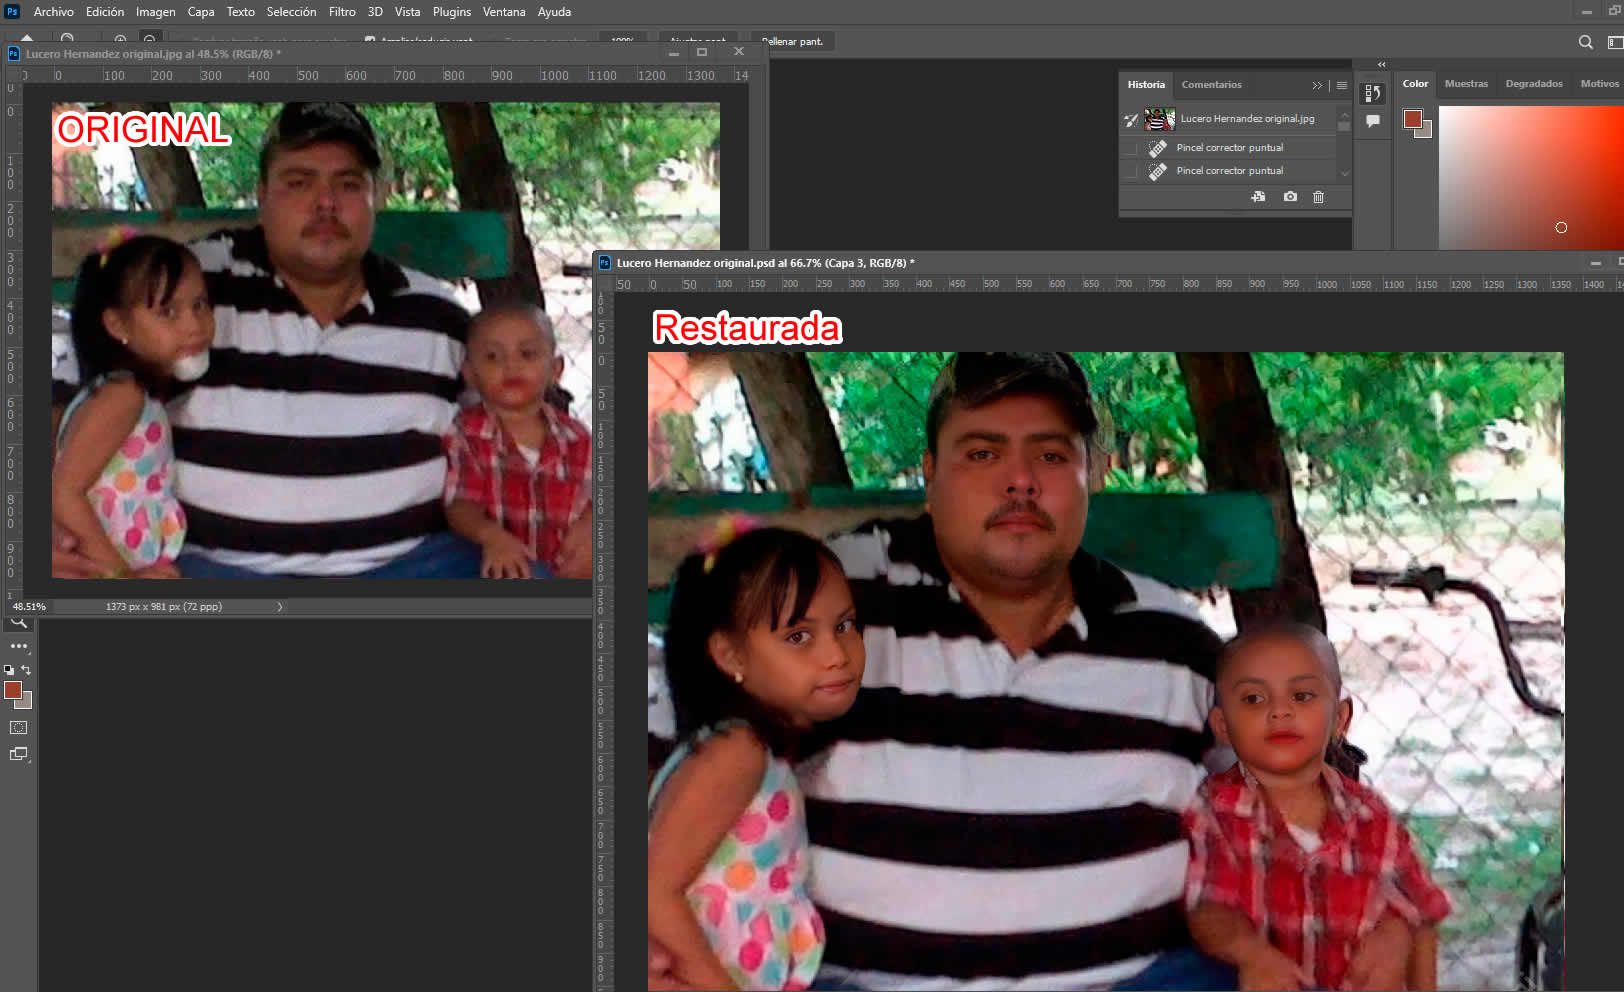 Ps Archivo Edición Imagen Capa Texto Selección Filtro 3D Vista Plugins Ventana Ayuda
100%
Rellenar pant.
Ps Lucero Hernandez original.jpg al 48.5% (RGB/8) *
0 100 200 300 400 500 600 700 800 900 1000 1100 1200 1300 14
ORIGINAL
48.51% 1373 px x 981 px (72 ppp)
Historia Comentarios
Lucero Hernandez original.jpg
Pincel corrector puntual
Pincel corrector puntual
Color Muestras Degradados Motivos
Ps Lucero Hernandez original.psd al 66.7% (Capa 3, RGB/8) *
50 0 50 100 150 200 250 300 350 400 450 500 550 600 650 700 750 800 850 900 950 1000 1050 1100 1150 1200 1250 1300 1350 1400
Restaurada